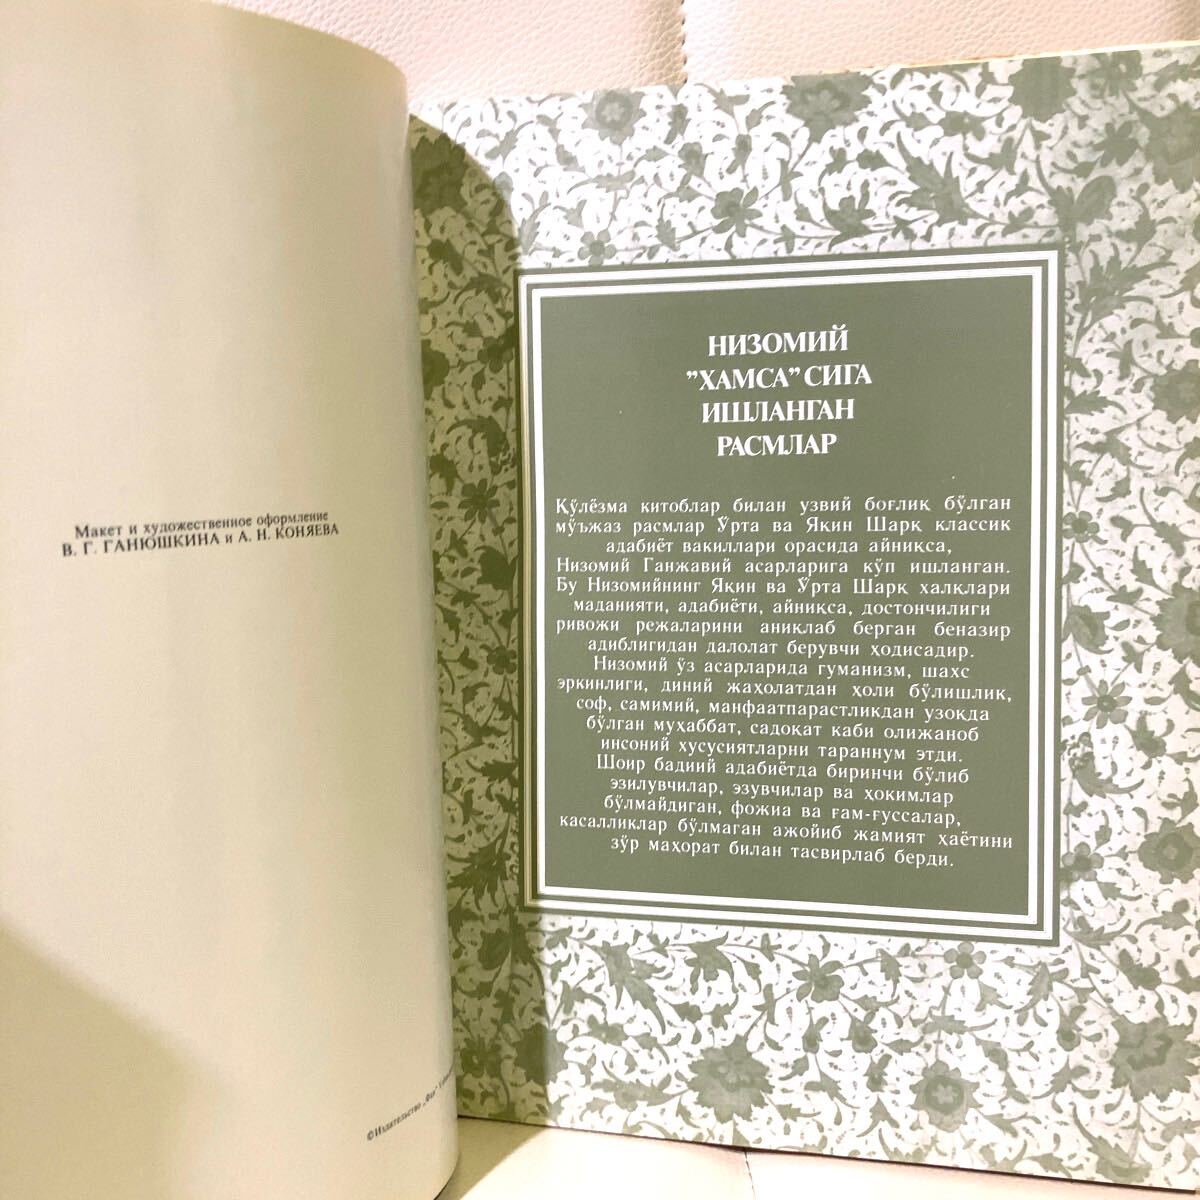 Макет и художественное оформление
В. Г. ГАНЮШКИНА и А. Н. КОНЯЕВА
©Издательство „Фан"
НИЗОМИЙ
”ХАМСА” СИГА
ИШЛАНГАН
РАСМЛАР
Қўлёзма китоблар билан узвий боғлиқ бўлган
мўъжаз расмлар Ўрта ва Яқин Шарқ классик
адабиёт вакиллари орасида айниқса,
Низомий Ганжавий асарларига кўп ишланган.
Бу Низомийнинг Яқин ва Ўрта Шарқ халқлари
маданияти, адабиёти, айниқса, достончилиги
ривожи режаларини аниқлаб берган беназир
адиблигидан далолат берувчи ҳодисадир.
Низомий ўз асарларида гуманизм, шахс
эркинлиги, диний жаҳолатдан ҳоли бўлишлик,
соф, самимий, манфаатпарастликдан узоқда
бўлган мухаббат, садоқат каби олижаноб
инсоний хусусиятларни тараннум этди.
Шоир бадиий адабиётда биринчи бўлиб
эзилувчилар, эзувчилар ва ҳокимлар
бўлмайдиган, фожиа ва ғам-ғуссалар,
касалликлар бўлмаган ажойиб жамият ҳаётини
зўр маҳорат билан тасвирлаб берди.